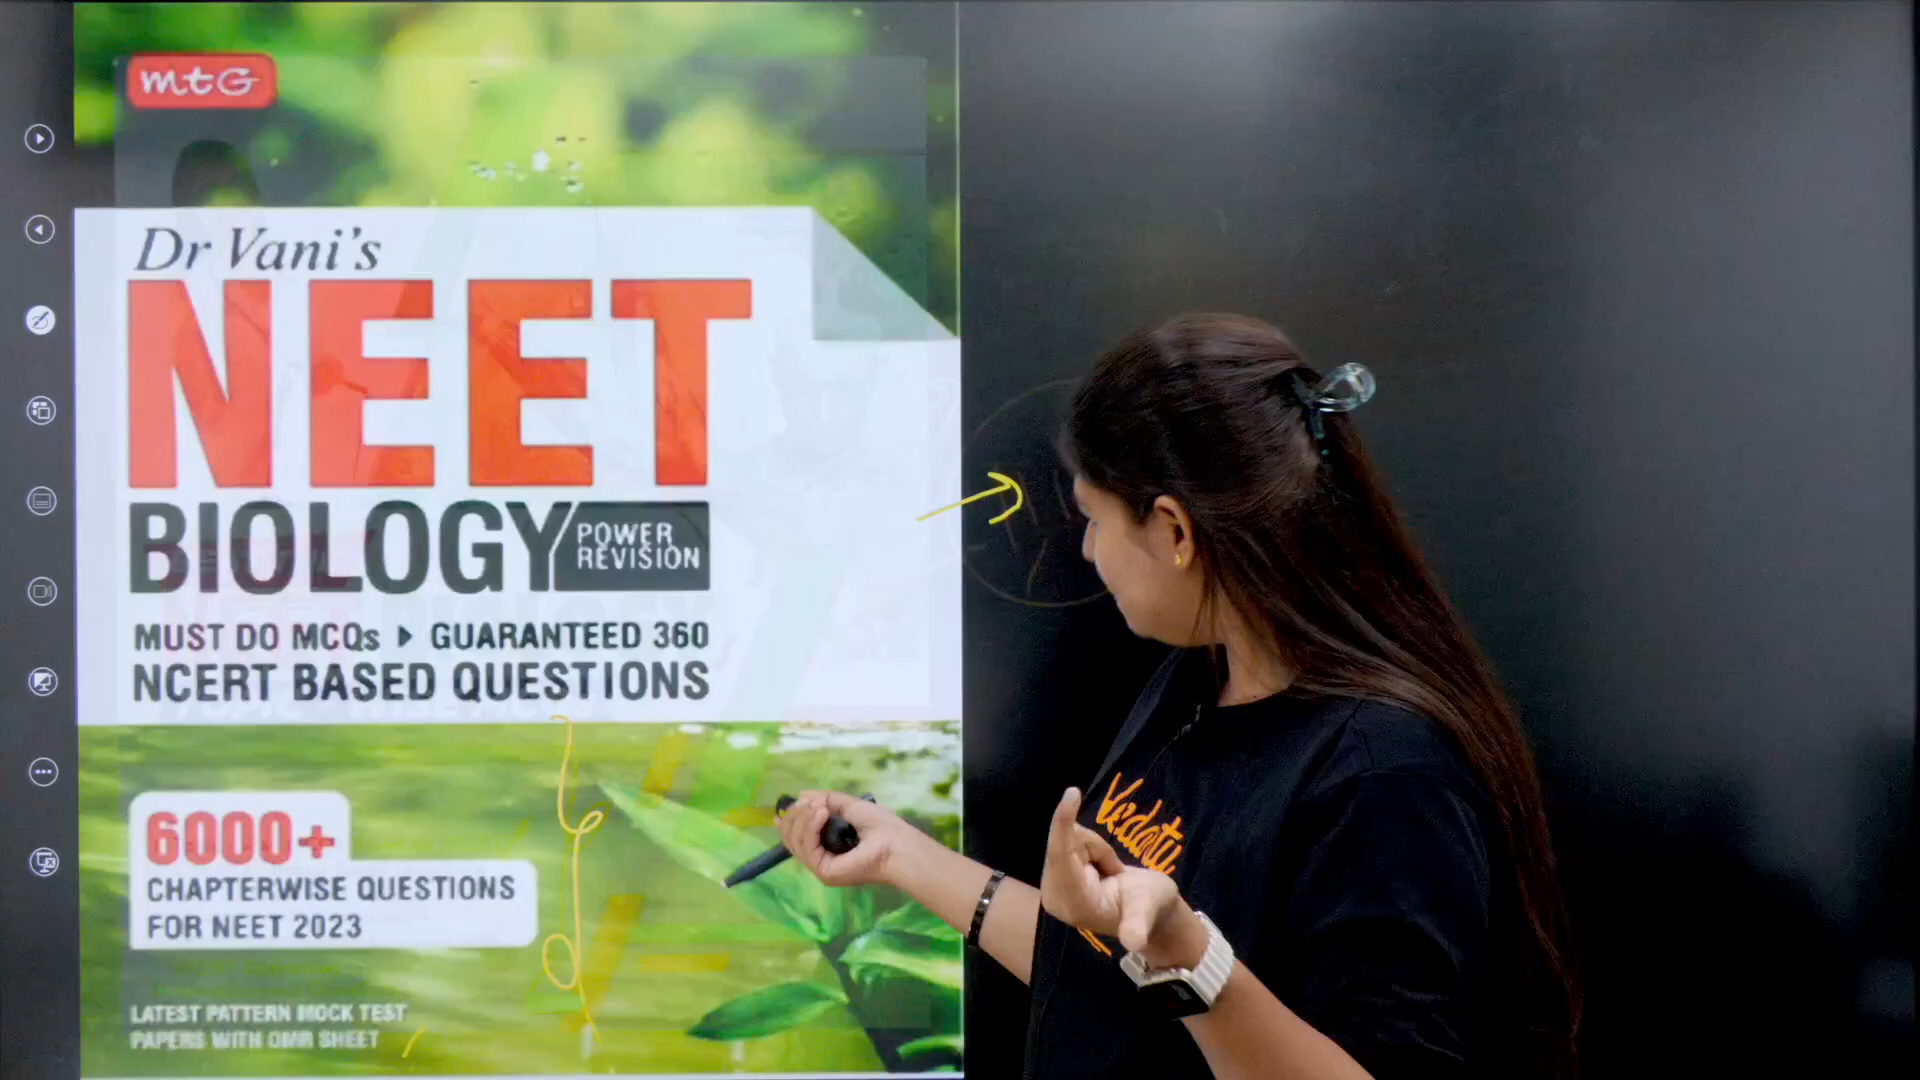 mtG
Dr Vani's
NEET
BIOLOGY POWER REVISION
MUST DO MCQs ▶ GUARANTEED 360
NCERT BASED QUESTIONS
6000+
CHAPTERWISE QUESTIONS
FOR NEET 2023
LATEST PATTERN MOCK TEST
PAPERS WITH OMR SHEET
Vedantu